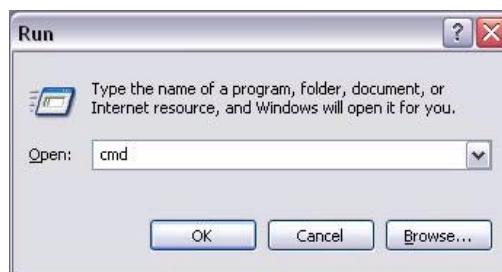 Run
Type the name of a program, folder, document, or
Internet resource, and Windows will open it for you.
Open: cmd
OK Cancel Browse...